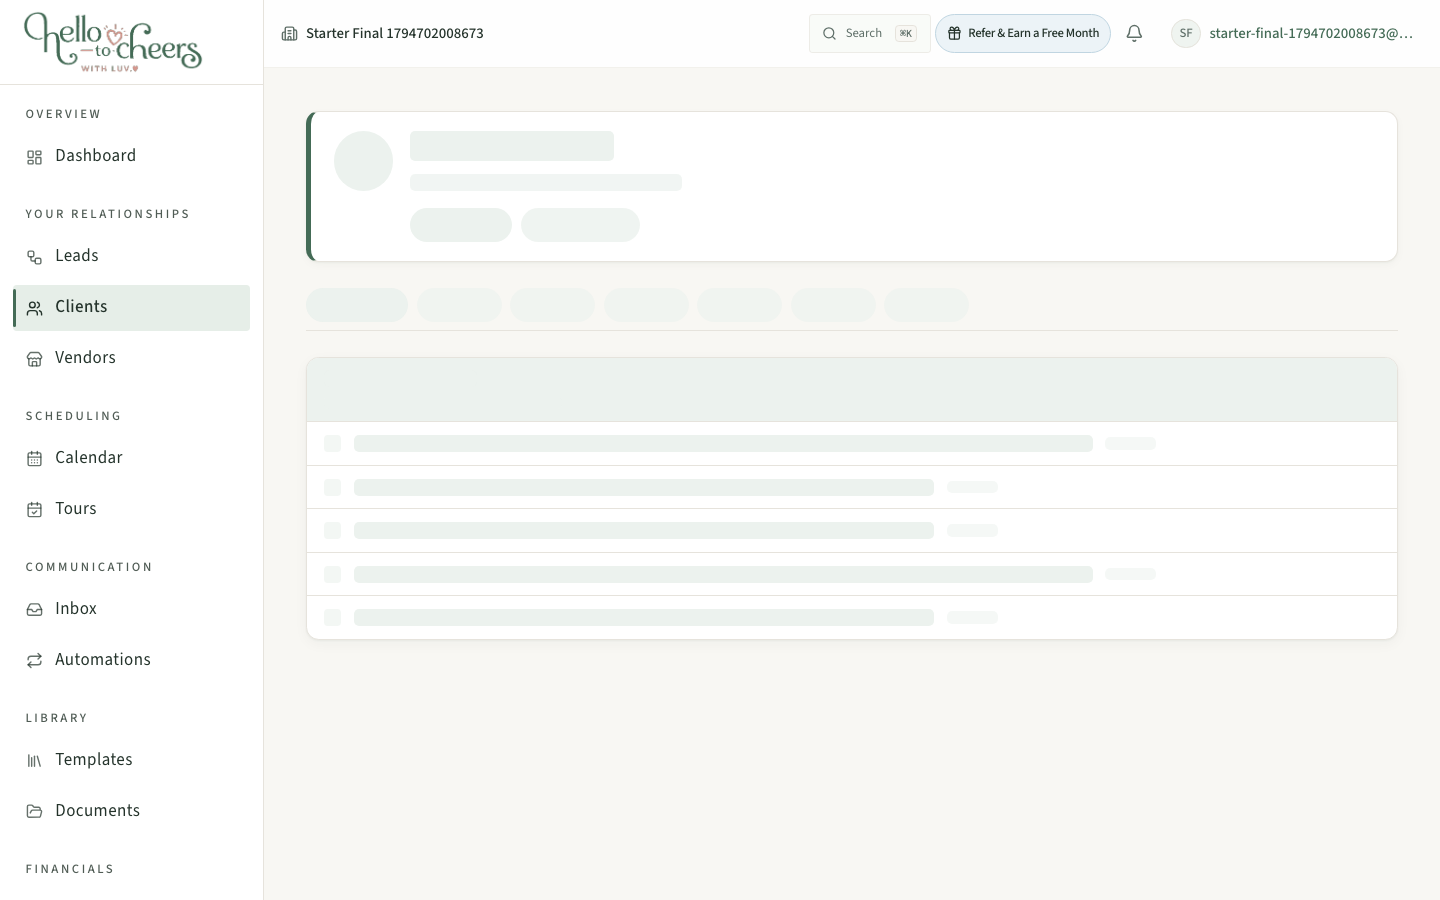 hello
to cheers
WITH LUV.
Starter Final 1794702008673
Search
⌘K
Refer & Earn a Free Month
SF
starter-final-1794702008673@...
OVERVIEW
Dashboard
YOUR RELATIONSHIPS
Leads
Clients
Vendors
SCHEDULING
Calendar
Tours
COMMUNICATION
Inbox
Automations
LIBRARY
Templates
Documents
FINANCIALS